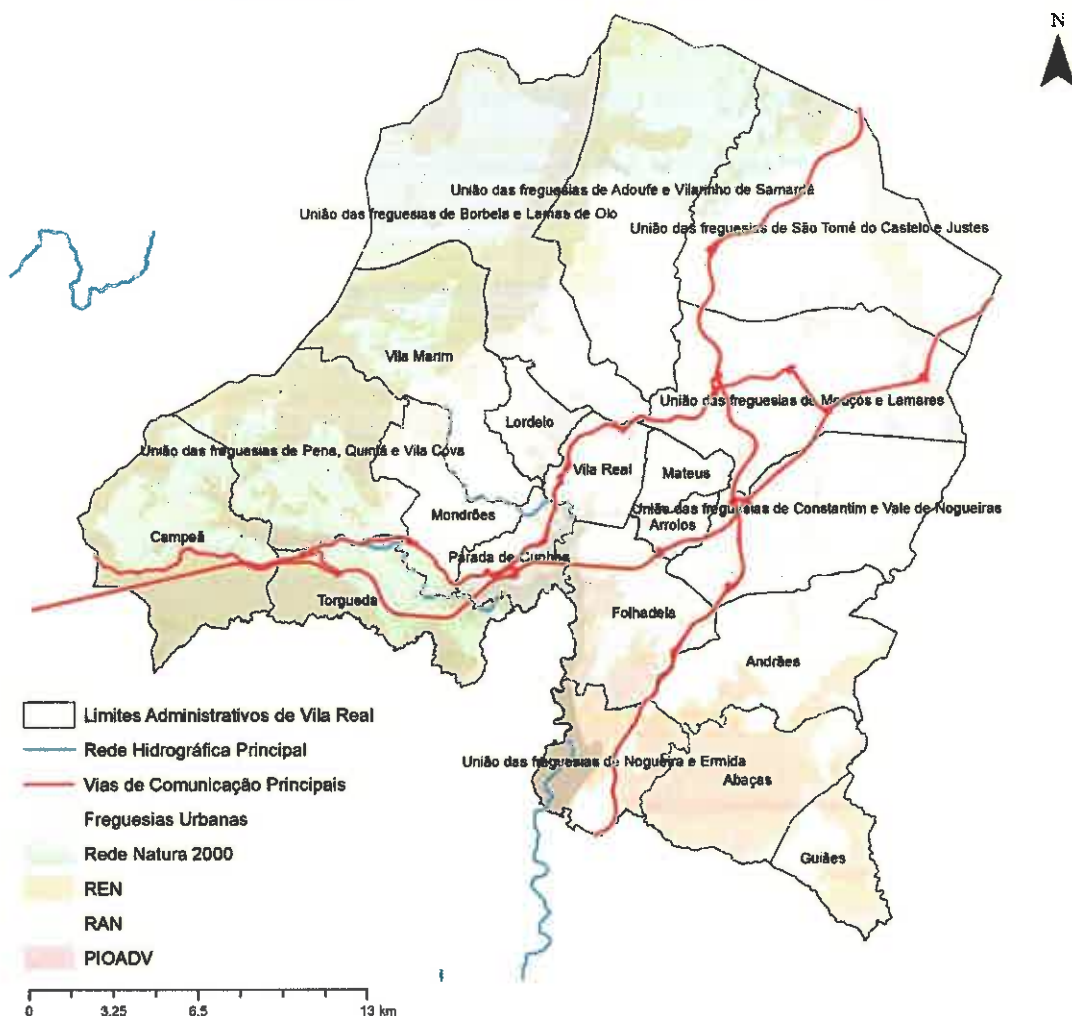 N
União das freguesias de Adoufe e Vilarinho de Samardã
União das freguesias de Borbela e Lamas de Olo
União das freguesias de São Tomé do Castelo e Justes
Vila Marim
Lordelo
União das freguesias de Mouçós e Lamares
União das freguesias de Pena, Quintã e Vila Cova
Vila Real
Mateus
União das freguesias de Constantim e Vale de Nogueiras
Mondrões
Arroios
Campeã
Parada de Cunhos
Torgueda
Folhadela
Andrães
União das freguesias de Nogueira e Ermida
Abaças
Guiães
Limites Administrativos de Vila Real
Rede Hidrográfica Principal
Vias de Comunicação Principais
Freguesias Urbanas
Rede Natura 2000
REN
RAN
PIOADV
0 3,25 6,5 13 km